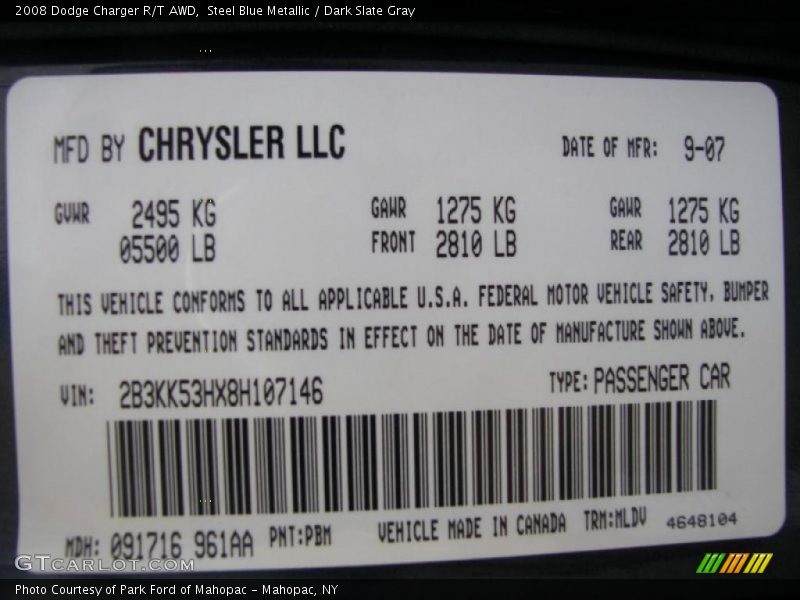 2008 Dodge Charger R/T AWD,  Steel Blue Metallic / Dark Slate Gray
MFD BY CHRYSLER LLC DATE OF MFR: 9-07
GVWR 2495 KG GAWR 1275 KG GAWR 1275 KG
05500 LB FRONT 2810 LB REAR 2810 LB
THIS VEHICLE CONFORMS TO ALL APPLICABLE U.S.A. FEDERAL MOTOR VEHICLE SAFETY, BUMPER
AND THEFT PREVENTION STANDARDS IN EFFECT ON THE DATE OF MANUFACTURE SHOWN ABOVE.
VIN: 2B3KK53HX8H107146 TYPE: PASSENGER CAR
MDH: 091716 961AA PNT:PBM VEHICLE MADE IN CANADA TRM:MLDV 4648104
GTCARLOT.COM
Photo Courtesy of Park Ford of Mahopac - Mahopac, NY